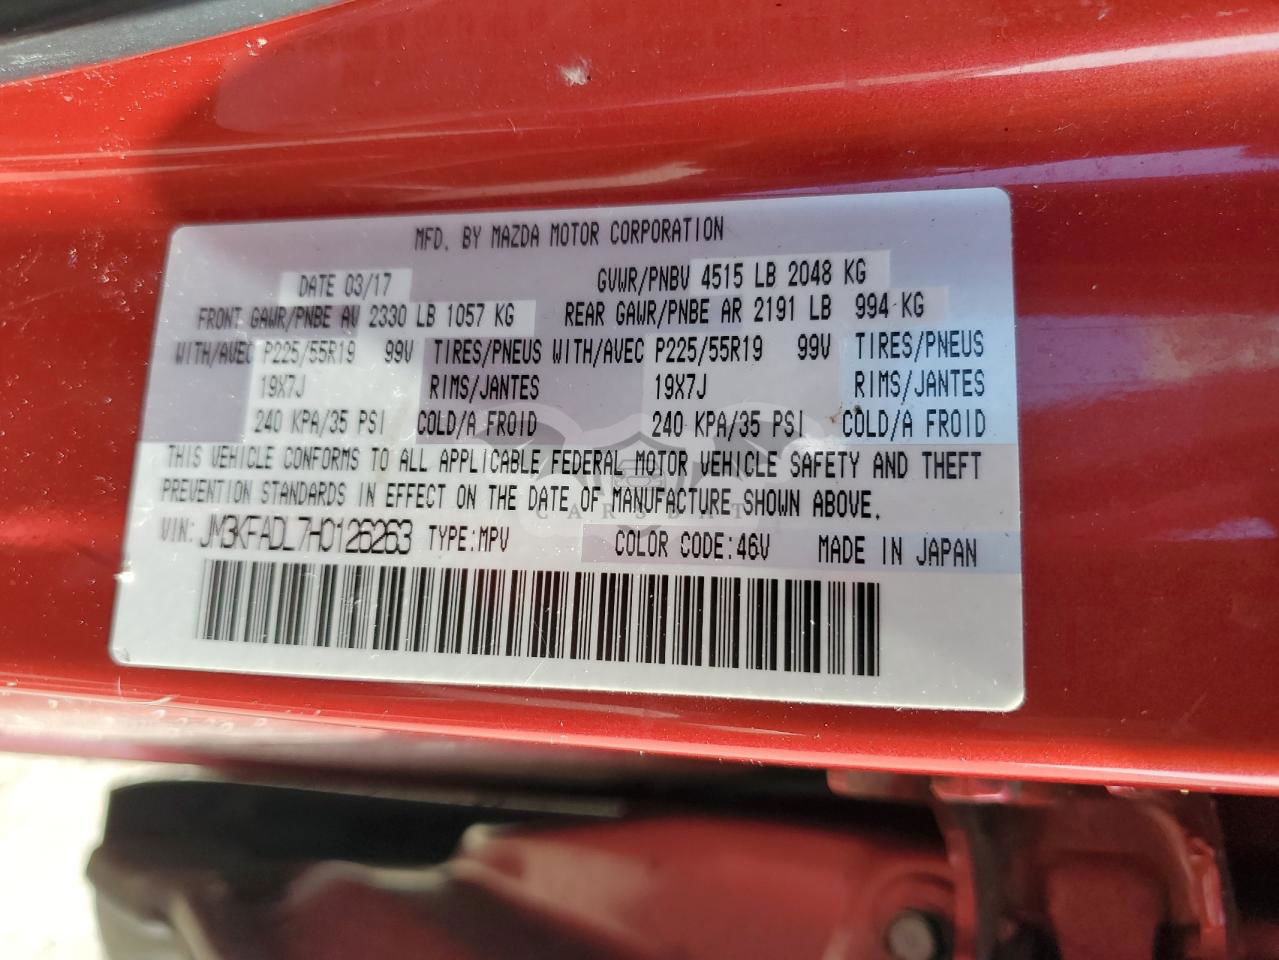 MFD. BY MAZDA MOTOR CORPORATION
DATE 03/17 GVWR/PNBV 4515 LB 2048 KG
FRONT GAWR/PNBE AV 2330 LB 1057 KG REAR GAWR/PNBE AR 2191 LB 994 KG
WITH/AVEC P225/55R19 99V TIRES/PNEUS WITH/AVEC P225/55R19 99V TIRES/PNEUS
19X7J RIMS/JANTES 19X7J RIMS/JANTES
240 KPA/35 PSI COLD/A FROID 240 KPA/35 PSI COLD/A FROID
THIS VEHICLE CONFORMS TO ALL APPLICABLE FEDERAL MOTOR VEHICLE SAFETY AND THEFT
PREVENTION STANDARDS IN EFFECT ON THE DATE OF MANUFACTURE SHOWN ABOVE.
CARSBAT
VIN: JM3KFADL7H0126263 TYPE:MPV COLOR CODE:46V MADE IN JAPAN